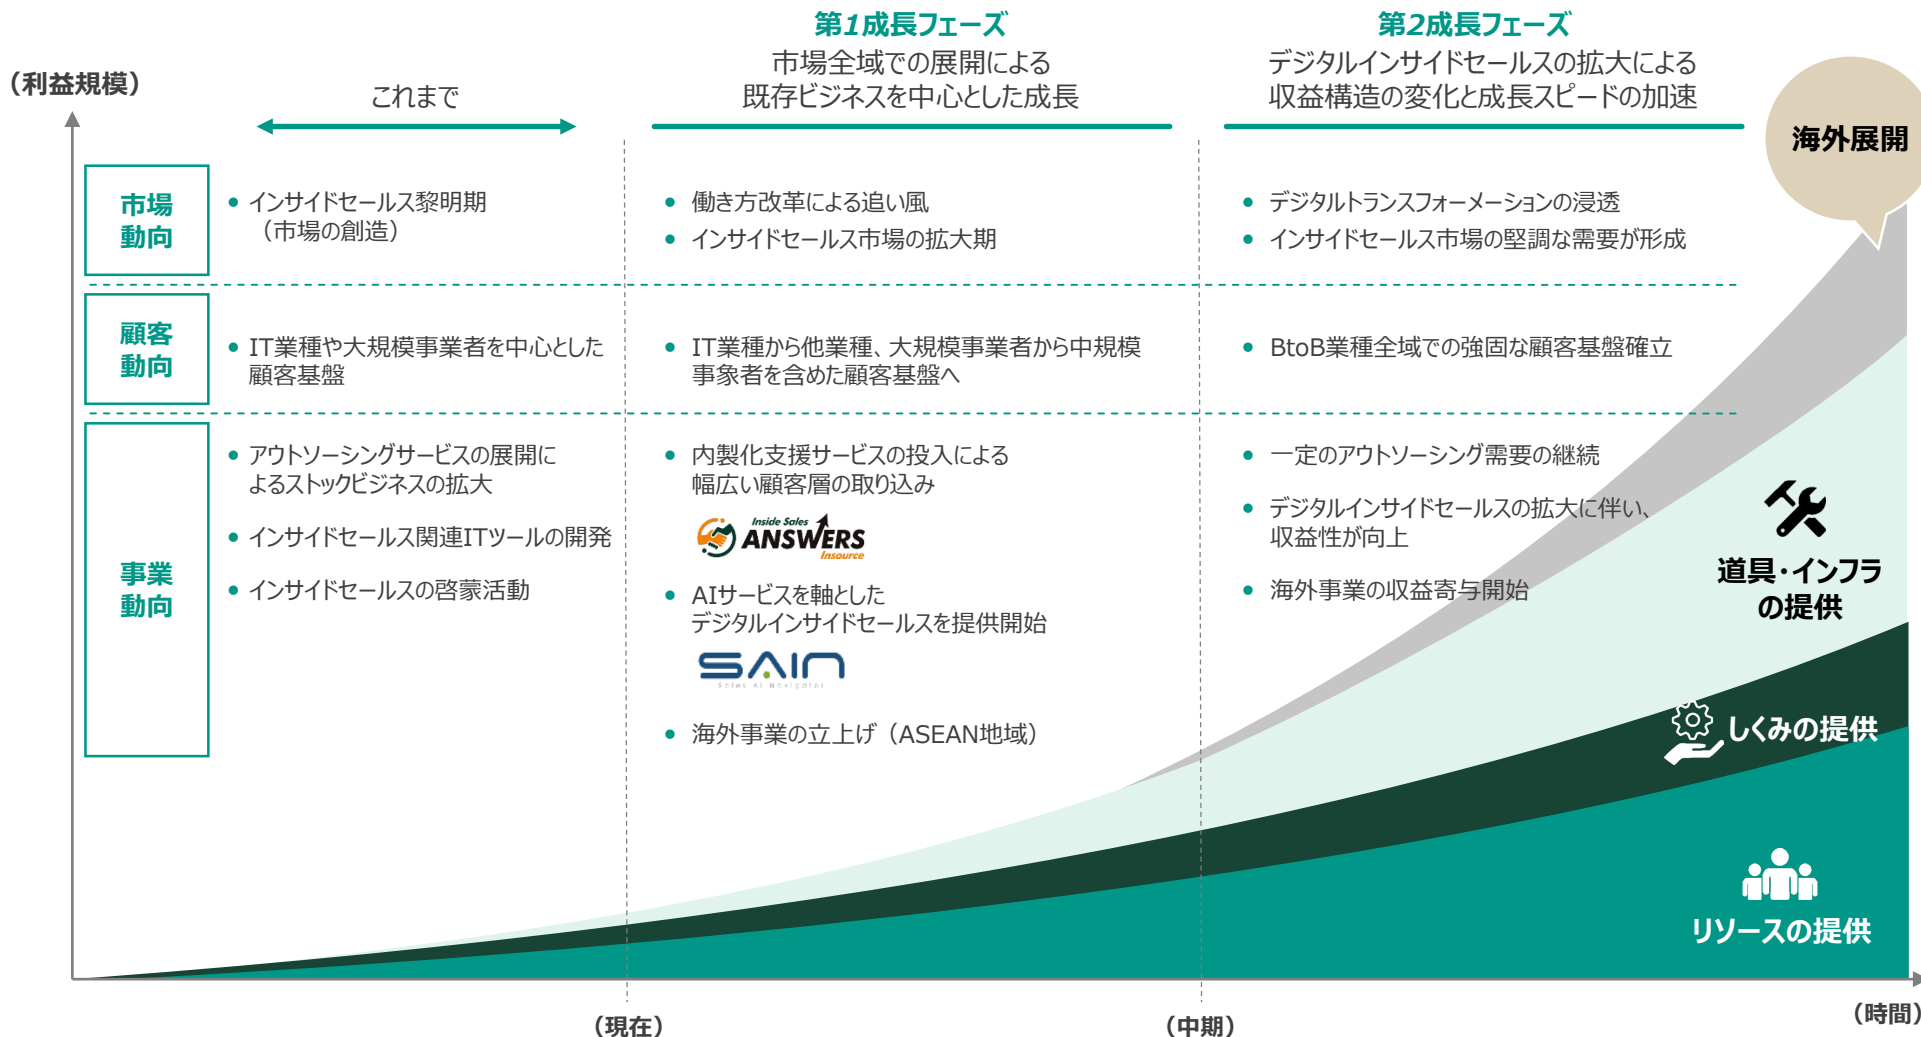 第1成長フェーズ
市場全域での展開による
既存ビジネスを中心とした成長
第2成長フェーズ
デジタルインサイドセールスの拡大による
収益構造の変化と成長スピードの加速
（利益規模）
これまで
海外展開
市場
動向
• インサイドセールス黎明期
（市場の創造）
• 働き方改革による追い風
• インサイドセールス市場の拡大期
• デジタルトランスフォーメーションの浸透
• インサイドセールス市場の堅調な需要が形成
顧客
動向
• IT業種や大規模事業者を中心とした
顧客基盤
• IT業種から他業種、大規模事業者から中規模
事象者を含めた顧客基盤へ
• BtoB業種全域での強固な顧客基盤確立
事業
動向
• アウトソーシングサービスの展開に
よるストックビジネスの拡大
• インサイドセールス関連ITツールの開発
• インサイドセールスの啓蒙活動
• 内製化支援サービスの投入による
幅広い顧客層の取り込み
Inside Sales
ANSWERS
Insource
• AIサービスを軸とした
デジタルインサイドセールスを提供開始
SAIN
Sales AI Navigator
• 海外事業の立上げ（ASEAN地域）
• 一定のアウトソーシング需要の継続
• デジタルインサイドセールスの拡大に伴い、
収益性が向上
• 海外事業の収益寄与開始
道具・インフラ
の提供
しくみの提供
リソースの提供
（現在）
（中期）
（時間）